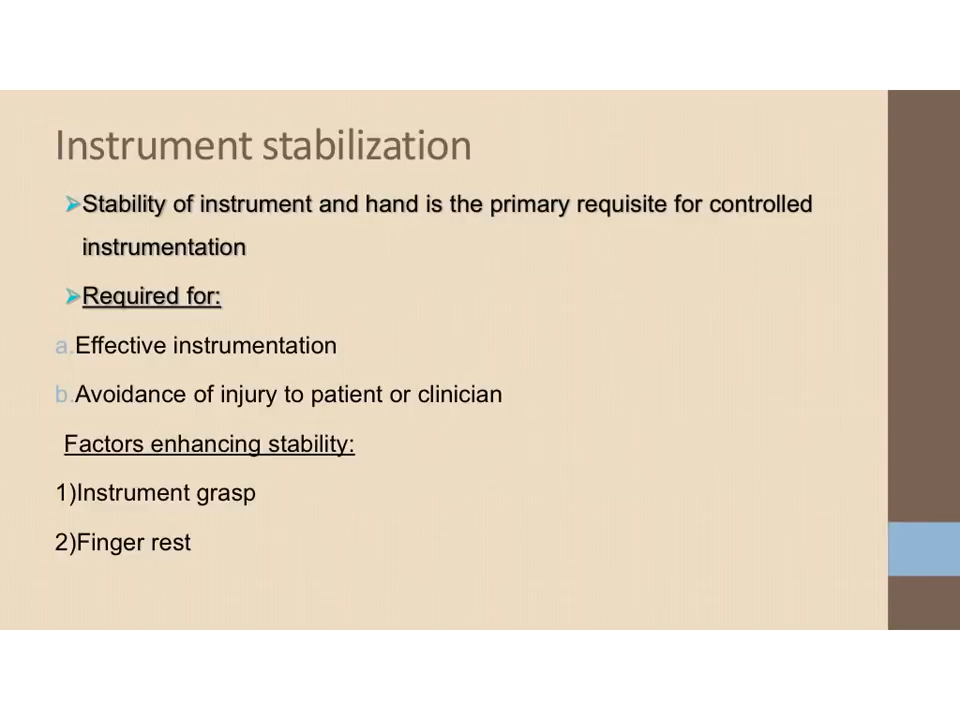 Instrument stabilization
➢Stability of instrument and hand is the primary requisite for controlled
instrumentation
➢Required for:
a.Effective instrumentation
b.Avoidance of injury to patient or clinician
Factors enhancing stability:
1)Instrument grasp
2)Finger rest